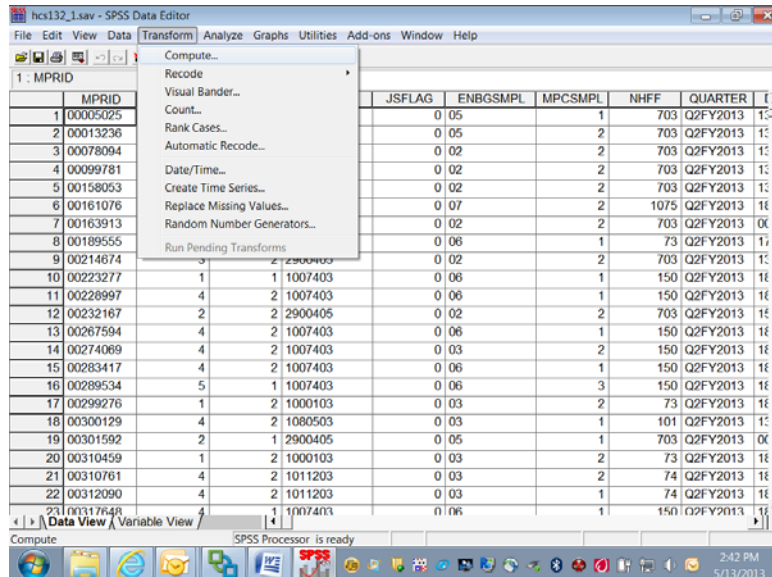 hcs132_1.sav - SPSS Data Editor
File Edit View Data Transform Analyze Graphs Utilities Add-ons Window Help
Compute...
Recode
Visual Bander...
Count...
Rank Cases...
Automatic Recode...
Date/Time...
Create Time Series...
Replace Missing Values...
Random Number Generators...
Run Pending Transforms
1 : MPRID
MPRID JSFLAG ENBGSMPL MPCSMPL NHFF QUARTER
1 00005025 0 05 1 703 Q2FY2013
2 00013236 0 05 2 703 Q2FY2013
3 00078094 0 02 2 703 Q2FY2013
4 00099781 0 02 2 703 Q2FY2013
5 00158053 0 02 2 703 Q2FY2013
6 00161076 0 07 2 1075 Q2FY2013
7 00163913 0 02 2 703 Q2FY2013
8 00189555 0 06 1 73 Q2FY2013
9 00214674 3 2 2900405 0 02 2 703 Q2FY2013
10 00223277 1 1 1007403 0 06 1 150 Q2FY2013
11 00228997 4 2 1007403 0 06 1 150 Q2FY2013
12 00232167 2 2 2900405 0 02 2 703 Q2FY2013
13 00267594 4 2 1007403 0 06 1 150 Q2FY2013
14 00274069 4 2 1007403 0 03 2 150 Q2FY2013
15 00283417 4 2 1007403 0 06 1 150 Q2FY2013
16 00289534 5 1 1007403 0 06 3 150 Q2FY2013
17 00299276 1 2 1000103 0 03 2 73 Q2FY2013
18 00300129 4 2 1080503 0 03 1 101 Q2FY2013
19 00301592 2 1 2900405 0 05 1 703 Q2FY2013
20 00310459 1 2 1000103 0 03 2 73 Q2FY2013
21 00310761 4 2 1011203 0 03 2 74 Q2FY2013
22 00312090 4 2 1011203 0 03 1 74 Q2FY2013
23 00317648 4 1 1007403 0 06 1 150 Q2FY2013
Data View Variable View
Compute SPSS Processor is ready
SPSS
2:42 PM
5/13/2013